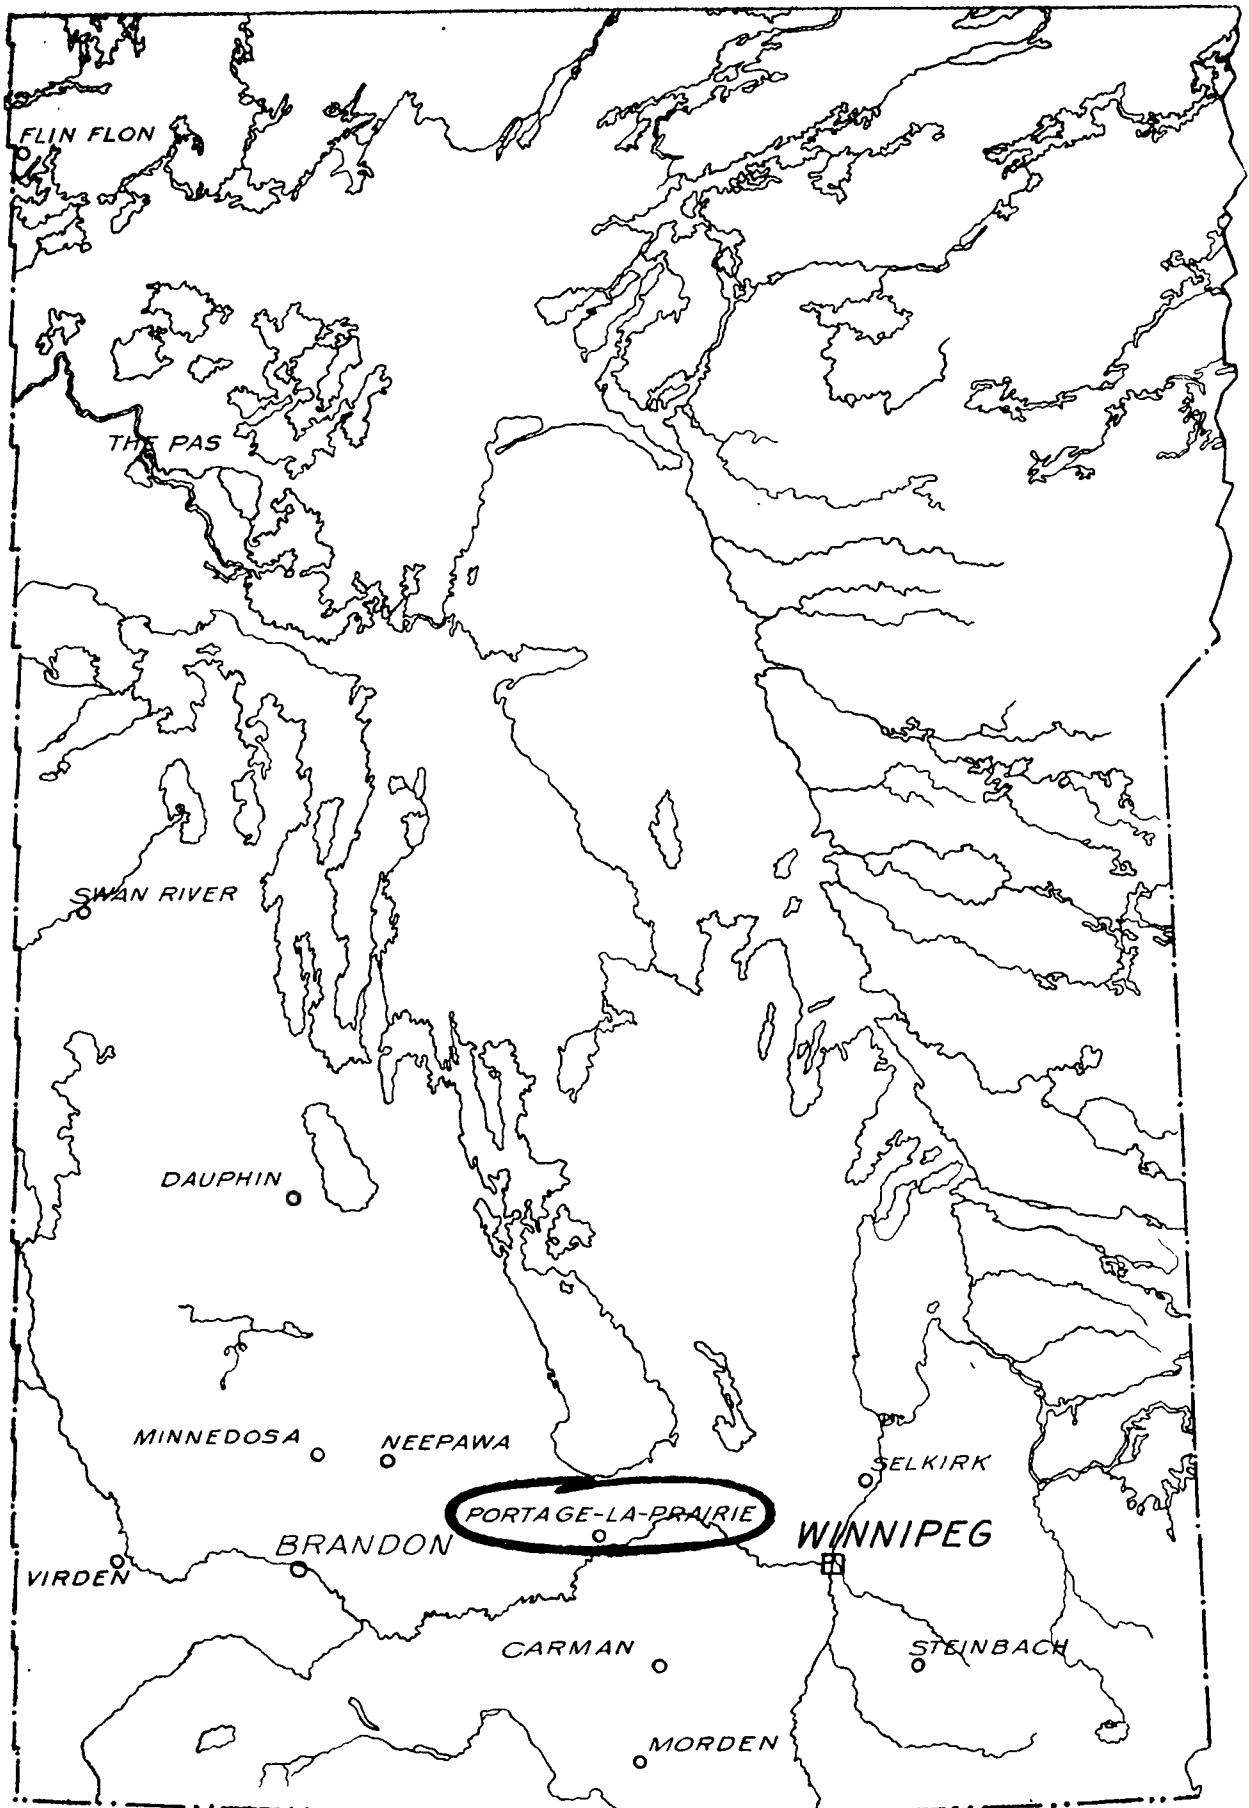 FLIN FLON
THE PAS
SWAN RIVER
DAUPHIN
MINNEDOSA
NEEPAWA
SELKIRK
PORTAGE-LA-PRAIRIE
WINNIPEG
BRANDON
VIRDEN
CARMAN
STEINBACH
MORDEN